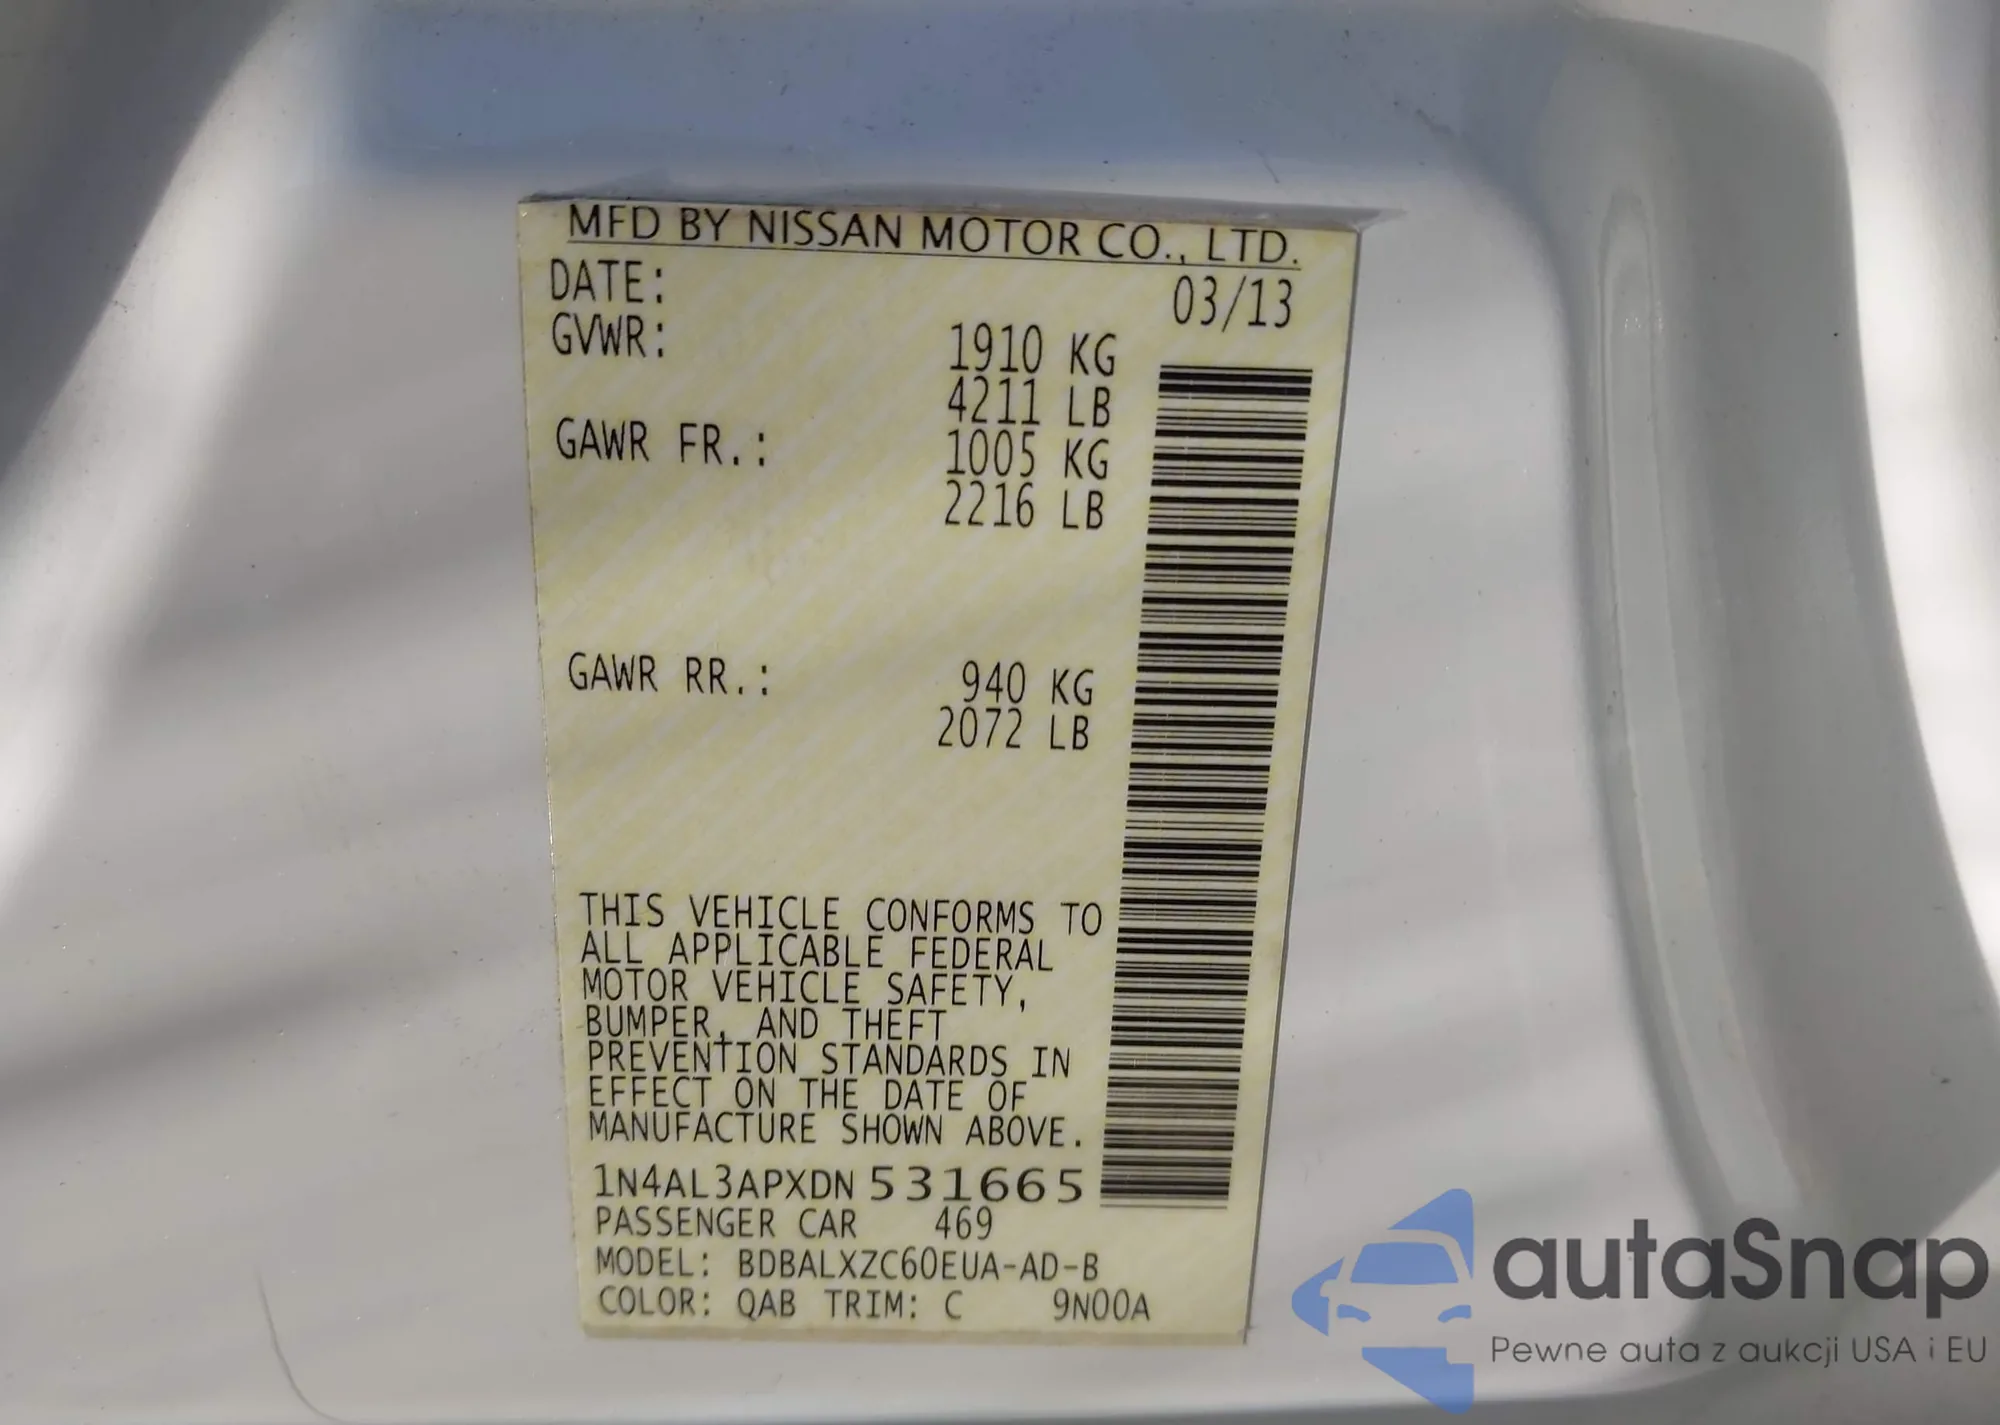 MFD BY NISSAN MOTOR CO., LTD.
DATE: 03/13
GVWR: 1910 KG
4211 LB
GAWR FR.: 1005 KG
2216 LB
GAWR RR.: 940 KG
2072 LB
THIS VEHICLE CONFORMS TO
ALL APPLICABLE FEDERAL
MOTOR VEHICLE SAFETY,
BUMPER, AND THEFT
PREVENTION STANDARDS IN
EFFECT ON THE DATE OF
MANUFACTURE SHOWN ABOVE.
1N4AL3APXDN531665
PASSENGER CAR 469
MODEL: BDBALXZC60EUA-AD-B
COLOR: QAB TRIM: C 9N00A
autaSnap
Pewne auta z aukcji USA i EU